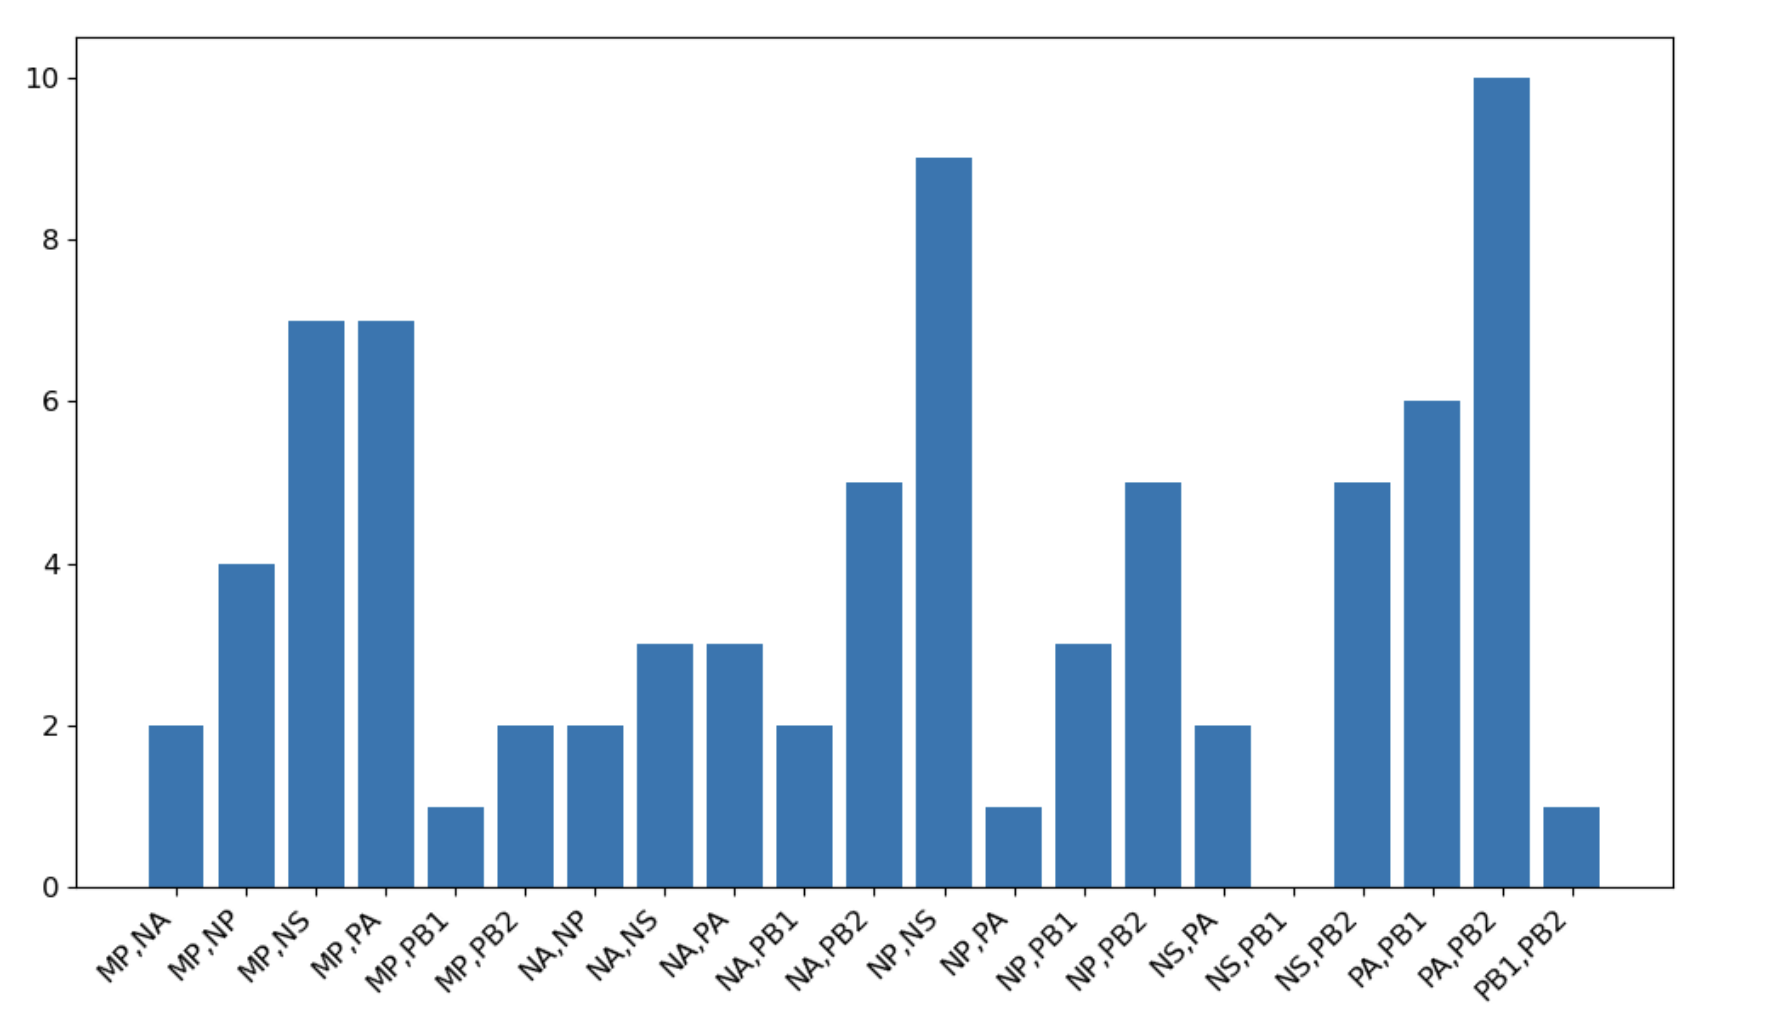 10
8
6
4
2
0
MP,NA
MP,NP
MP,NS
MP,PA
MP,PB1
MP,PB2
NA,NP
NA,NS
NA,PA
NA,PB1
NA,PB2
NP,NS
NP,PA
NP,PB1
NP,PB2
NS,PA
NS,PB1
NS,PB2
PA,PB1
PA,PB2
PB1,PB2